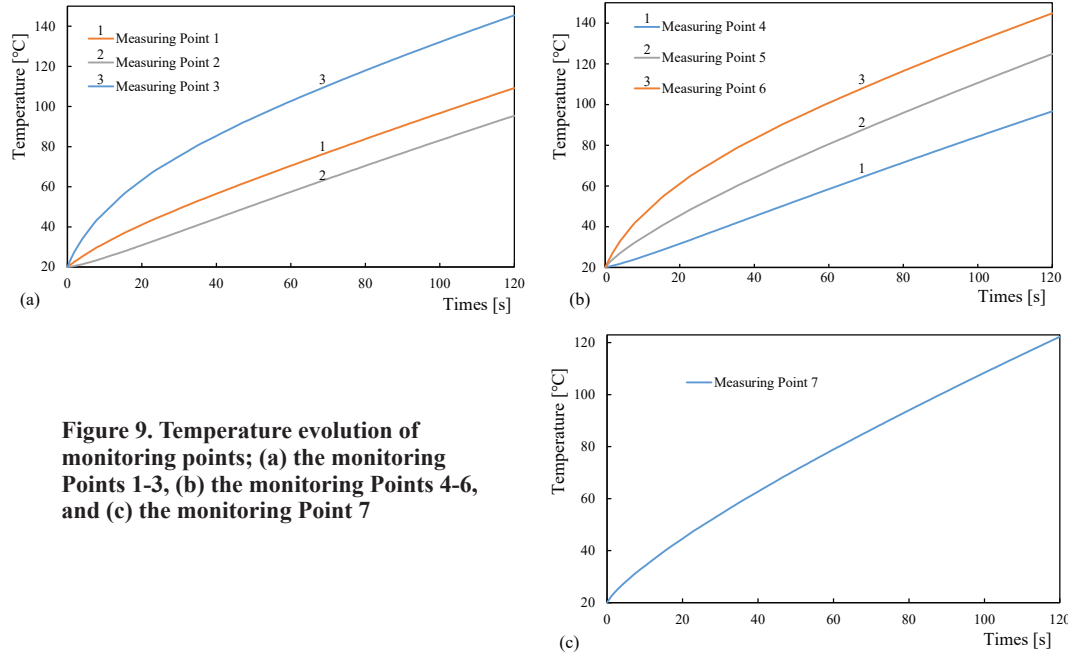 Temperature [°C]
140
120
100
80
60
40
20
1 Measuring Point 1
2 Measuring Point 2
3 Measuring Point 3
3
1
2
0 20 40 60 80 100 120
Times [s]
(a)
Temperature [°C]
140
120
100
80
60
40
20
1 Measuring Point 4
2 Measuring Point 5
3 Measuring Point 6
3
2
1
0 20 40 60 80 100 120
Times [s]
(b)
Temperature [°C]
120
100
80
60
40
20
Measuring Point 7
0 20 40 60 80 100 120
Times [s]
(c)
Figure 9. Temperature evolution of
monitoring points; (a) the monitoring
Points 1-3, (b) the monitoring Points 4-6,
and (c) the monitoring Point 7